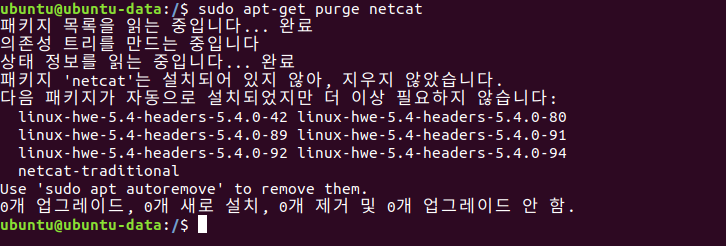 ubuntu@ubuntu-data:/$ sudo apt-get purge netcat
패키지 목록을 읽는 중입니다... 완료
의존성 트리를 만드는 중입니다
상태 정보를 읽는 중입니다... 완료
패키지 'netcat'는 설치되어 있지 않아, 지우지 않았습니다.
다음 패키지가 자동으로 설치되었지만 더 이상 필요하지 않습니다:
  linux-hwe-5.4-headers-5.4.0-42 linux-hwe-5.4-headers-5.4.0-80
  linux-hwe-5.4-headers-5.4.0-89 linux-hwe-5.4-headers-5.4.0-91
  linux-hwe-5.4-headers-5.4.0-92 linux-hwe-5.4-headers-5.4.0-94
  netcat-traditional
Use 'sudo apt autoremove' to remove them.
0개 업그레이드, 0개 새로 설치, 0개 제거 및 0개 업그레이드 안 함.
ubuntu@ubuntu-data:/$